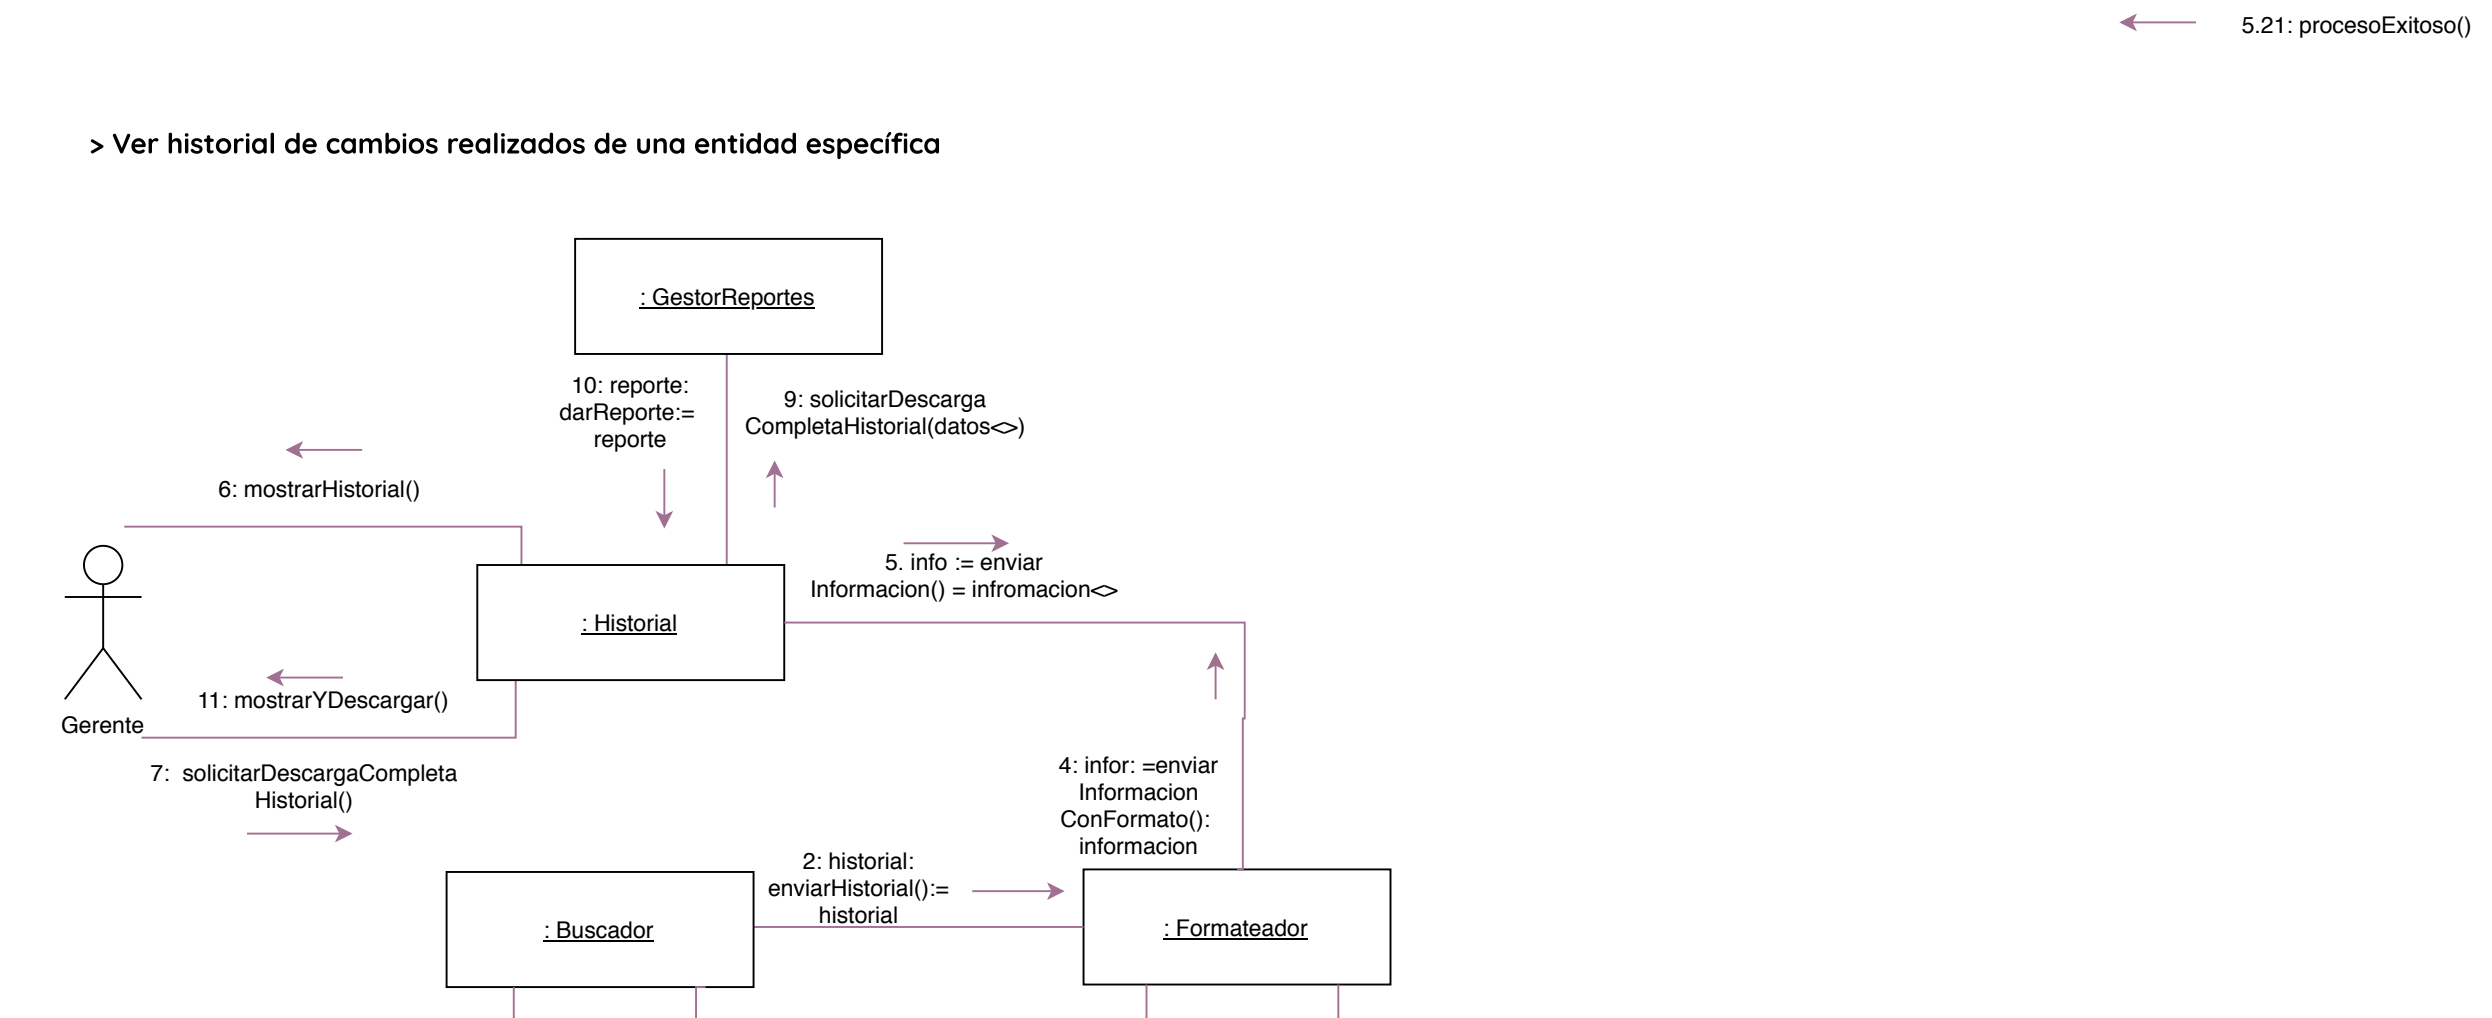 5.21: procesoExitoso()
> Ver historial de cambios realizados de una entidad específica
: GestorReportes
10: reporte:
darReporte:=
reporte
9: solicitarDescarga
CompletaHistorial(datos<>)
6: mostrarHistorial()
5. info := enviar
Informacion() = infromacion<>
: Historial
11: mostrarYDescargar()
Gerente
7:  solicitarDescargaCompleta
Historial()
4: infor: =enviar
Informacion
ConFormato():
informacion
2: historial:
enviarHistorial():=
historial
: Buscador
: Formateador